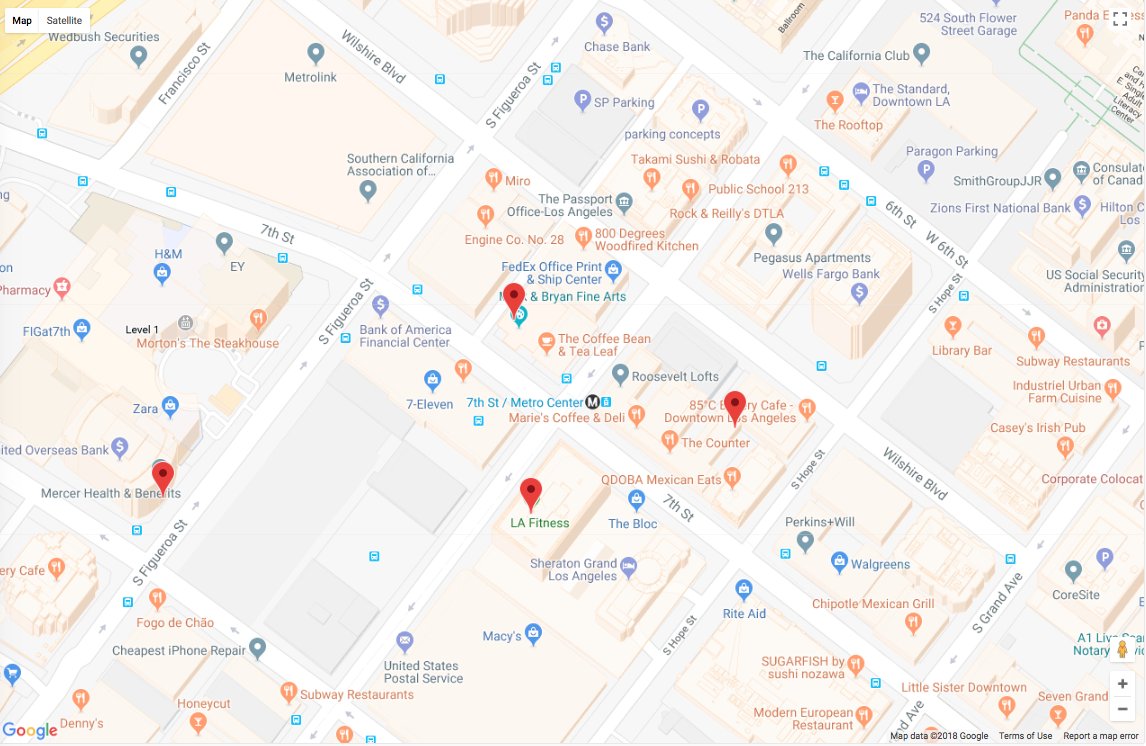 Map
Satellite
Wedbush Securities
Francisco St
Metrolink
Wilshire Blvd
S Figueroa St
Chase Bank
Ballroom
524 South Flower
Street Garage
The California Club
SP Parking
parking concepts
The Standard,
Downtown LA
The Rooftop
Southern California
Association of...
Miro
Takami Sushi & Robata
Public School 213
Rock & Reilly's DTLA
The Passport
Office-Los Angeles
Engine Co. No. 28
800 Degrees
Woodfired Kitchen
Paragon Parking
SmithGroupJJR
Consulat
of Canad
Zions First National Bank
Hilton C
Los
6th St
W 6th St
7th St
H&M
EY
FedEx Office Print
& Ship Center
& Bryan Fine Arts
Pegasus Apartments
Wells Fargo Bank
US Social Security
Administration
S Hope St
Pharmacy
FIGat7th
Level 1
Morton's The Steakhouse
S Figueroa St
Bank of America
Financial Center
The Coffee Bean
& Tea Leaf
Library Bar
Subway Restaurants
Roosevelt Lofts
7-Eleven
7th St / Metro Center
M
Marie's Coffee & Deli
85°C
Cafe -
Downtown
Angeles
The Counter
Industriel Urban
Farm Cuisine
Casey's Irish Pub
Zara
ited Overseas Bank
Mercer Health & Benefits
LA Fitness
QDOBA Mexican Eats
The Bloc
7th St
S Hope St
Wilshire Blvd
Corporate Colocat
Perkins+Will
Walgreens
S Figueroa St
Sheraton Grand
Los Angeles
ery Cafe
Fogo de Chão
Rite Aid
Chipotle Mexican Grill
CoreSite
S Grand Ave
Cheapest iPhone Repair
United States
Postal Service
Macy's
S Hope St
SUGARFISH by
sushi nozawa
Little Sister Downtown
Denny's
Honeycut
Subway Restaurants
Modern European
Restaurant
Seven Grand
Google
Map data ©2018 Google
Terms of Use
Report a map error